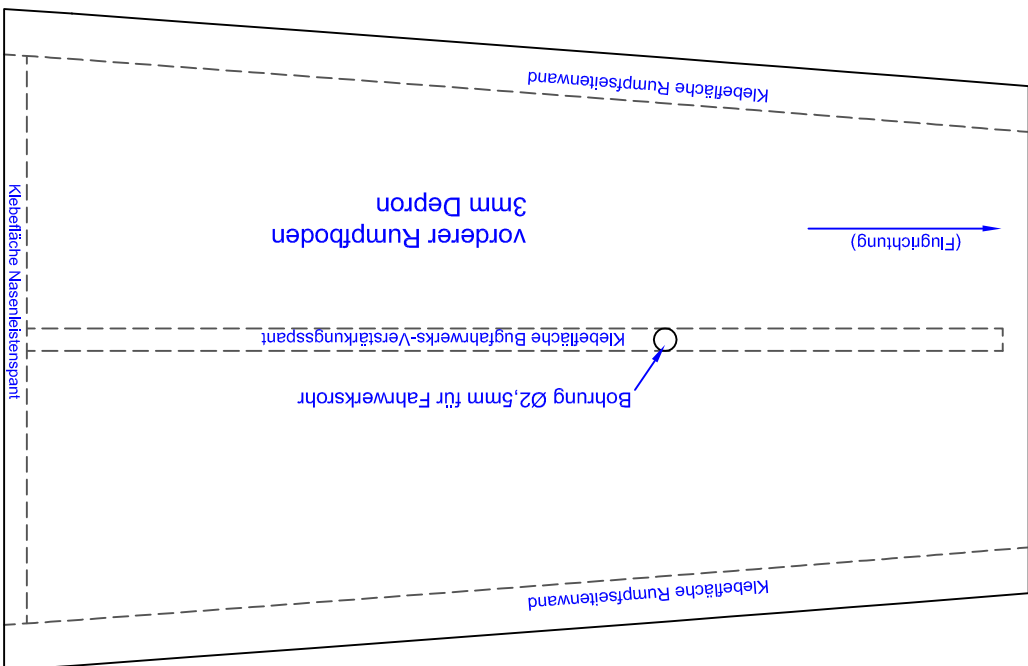 Klebefläche Rumpfseitenwand
Bohrung Ø2,5mm für Fahrwerksrohr
Klebefläche Bugfahrwerks-Verstärkungsspant
(Flugrichtung)
vorderer Rumpfboden
3mm Depron
Klebefläche Nasenleistenspant
Klebefläche Rumpfseitenwand